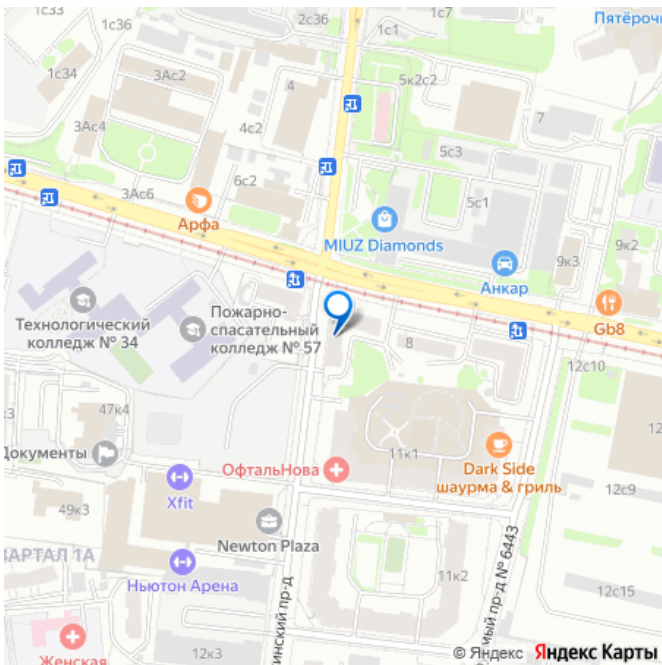 1с33
1с36
1с34
2с36
1с1
1с7
Пятёрочк
3Ас2
4
5к2с2
7
3Ас4
4с2
5с3
3Ас6
6с2
5с1
Арфа
MIUZ Diamonds
9к3
9к2
Анкар
Gb8
Технологический
колледж № 34
Пожарно-
спасательный
колледж № 57
8
12с10
47к4
Документы
ОфтальНова
11к1
Dark Side
шаурма & гриль
12
12с9
Xfit
49к3
Newton Plaza
ВАРТАЛ 1А
Ньютон Арена
11к2
12с15
инский пр-д
мый пр-д № 6443
12к3
Женская
© Яндекс Яндекс Карты